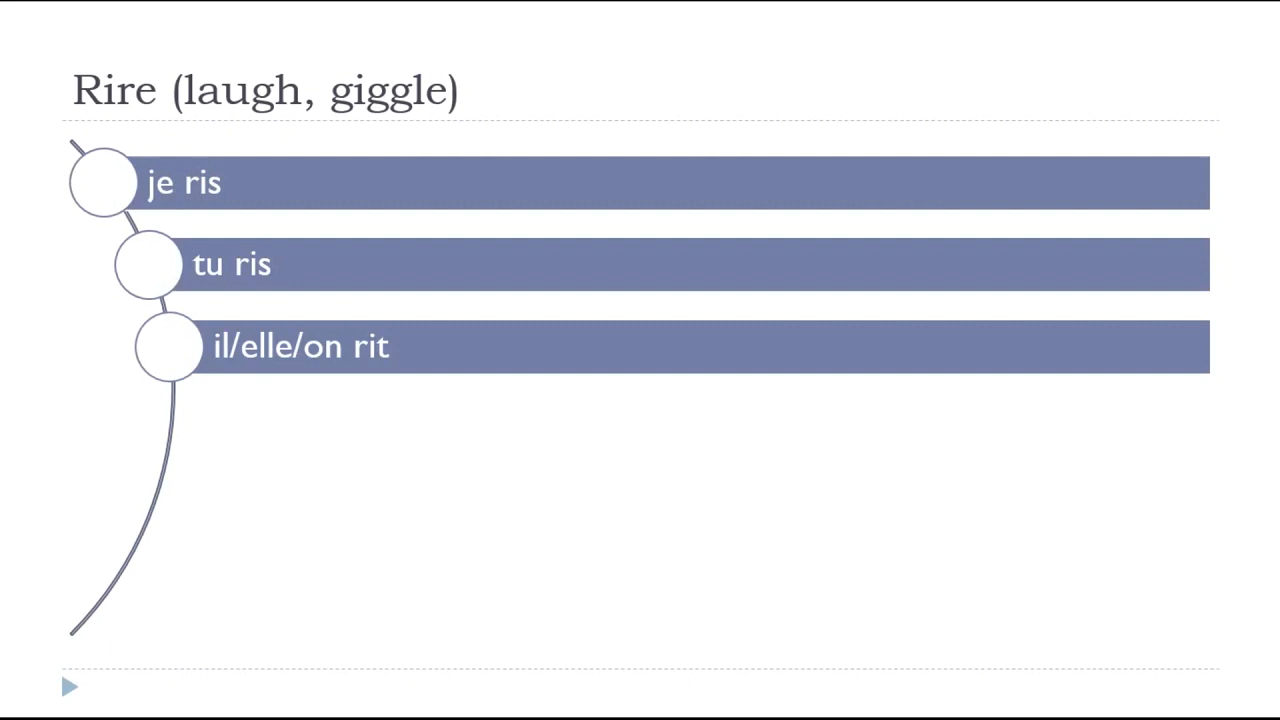 Rire (laugh, giggle)
je ris
tu ris
il/elle/on rit